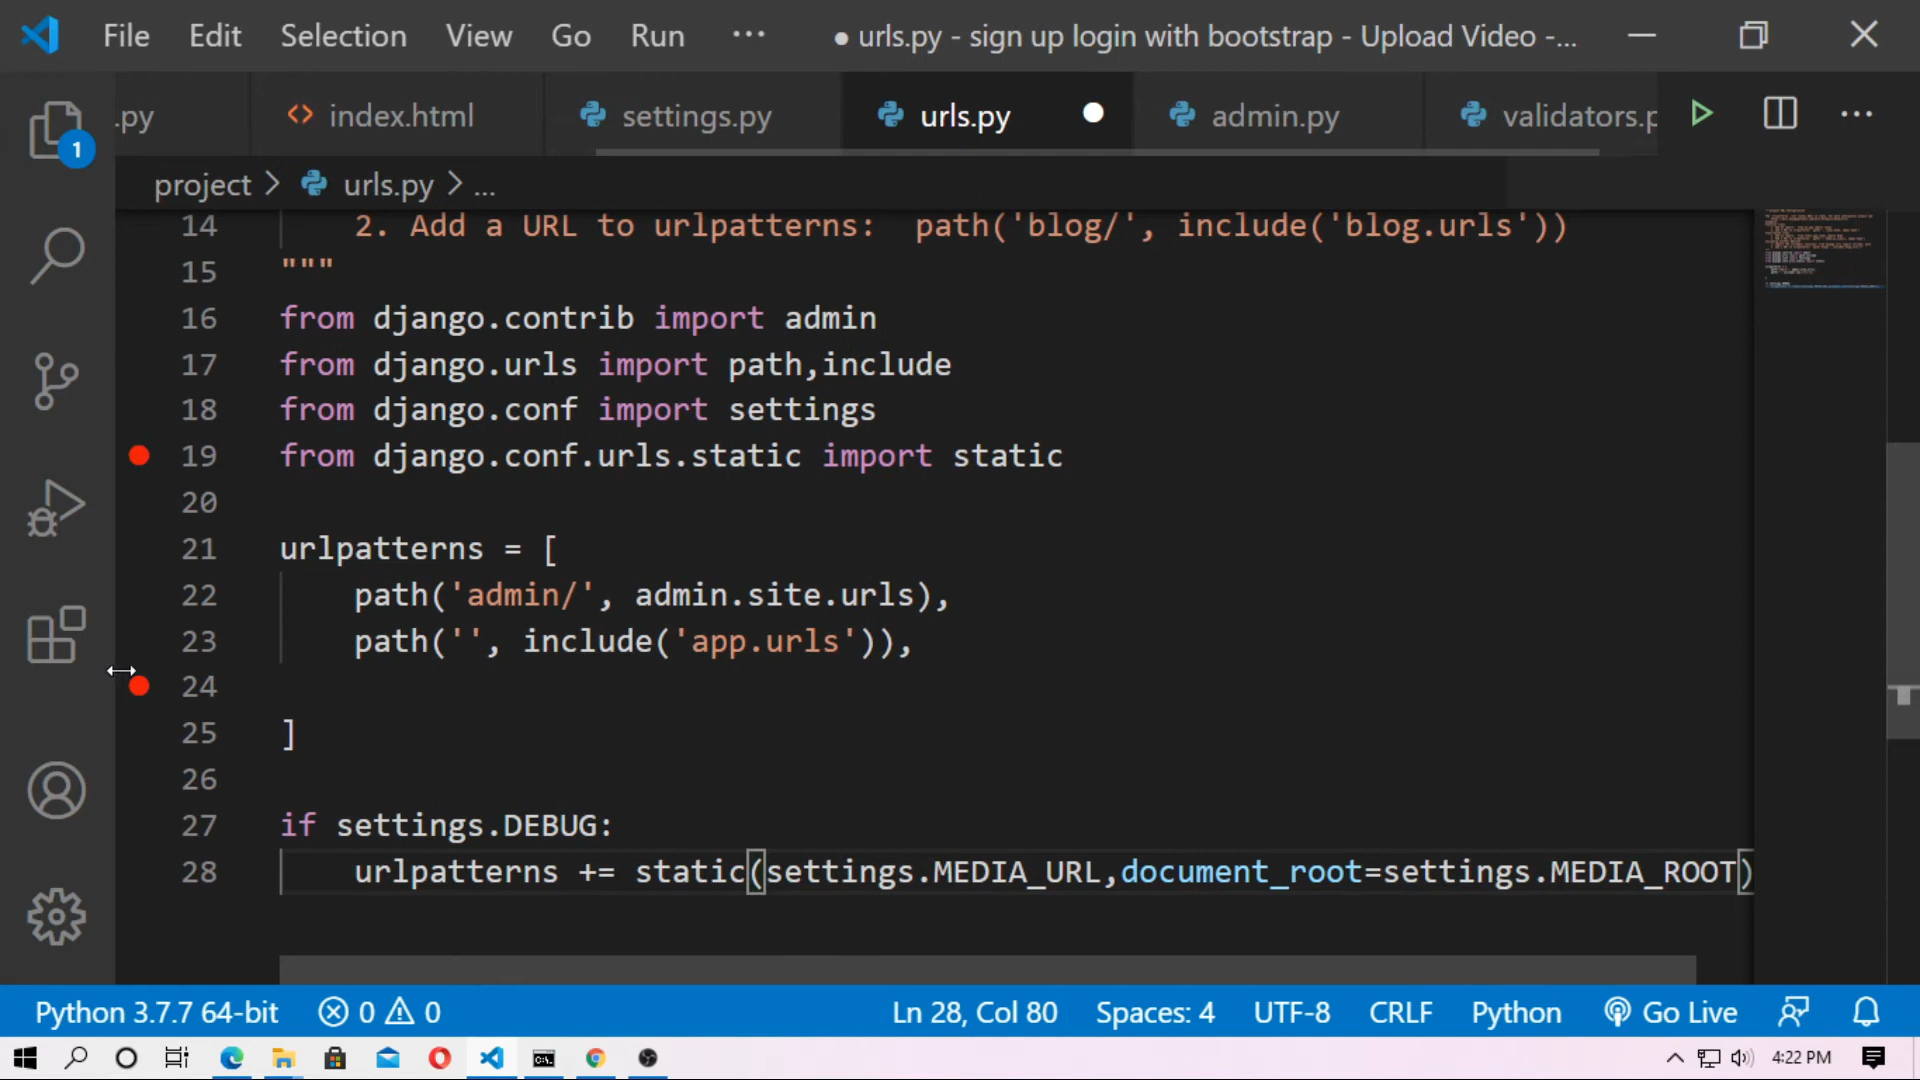 File Edit Selection View Go Run ··· ● urls.py - sign up login with bootstrap - Upload Video -...
.py index.html settings.py urls.py admin.py validators.p
1
project > urls.py > ...
14 2. Add a URL to urlpatterns:  path('blog/', include('blog.urls'))
15 """
16 from django.contrib import admin
17 from django.urls import path,include
18 from django.conf import settings
19 from django.conf.urls.static import static
20
21 urlpatterns = [
22 path('admin/', admin.site.urls),
23 path('', include('app.urls')),
24
25 ]
26
27 if settings.DEBUG:
28 urlpatterns += static(settings.MEDIA_URL,document_root=settings.MEDIA_ROOT)
Python 3.7.7 64-bit 0 0 Ln 28, Col 80 Spaces: 4 UTF-8 CRLF Python Go Live
4:22 PM